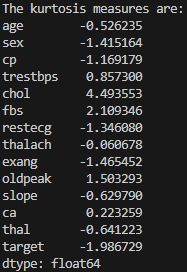 The kurtosis measures are:
age -0.526235
sex -1.415164
cp -1.169179
trestbps 0.857300
chol 4.493553
fbs 2.109346
restecg -1.346080
thalach -0.060678
exang -1.465452
oldpeak 1.503293
slope -0.629790
ca 0.223259
thal -0.641223
target -1.986729
dtype: float64